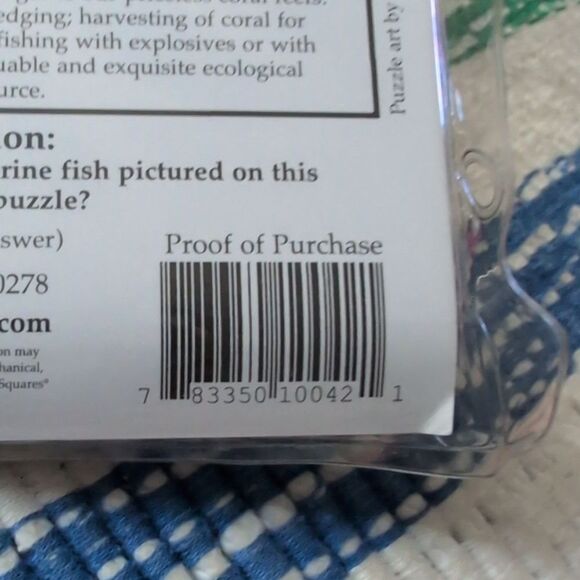 edging; harvesting of coral for
fishing with explosives or with
uable and exquisite ecological
urce.
Puzzle art by
on:
rine fish pictured on this
puzzle?
swer)
Proof of Purchase
0278
.com
on may
hanical,
Squares®
7 83350 10042 1